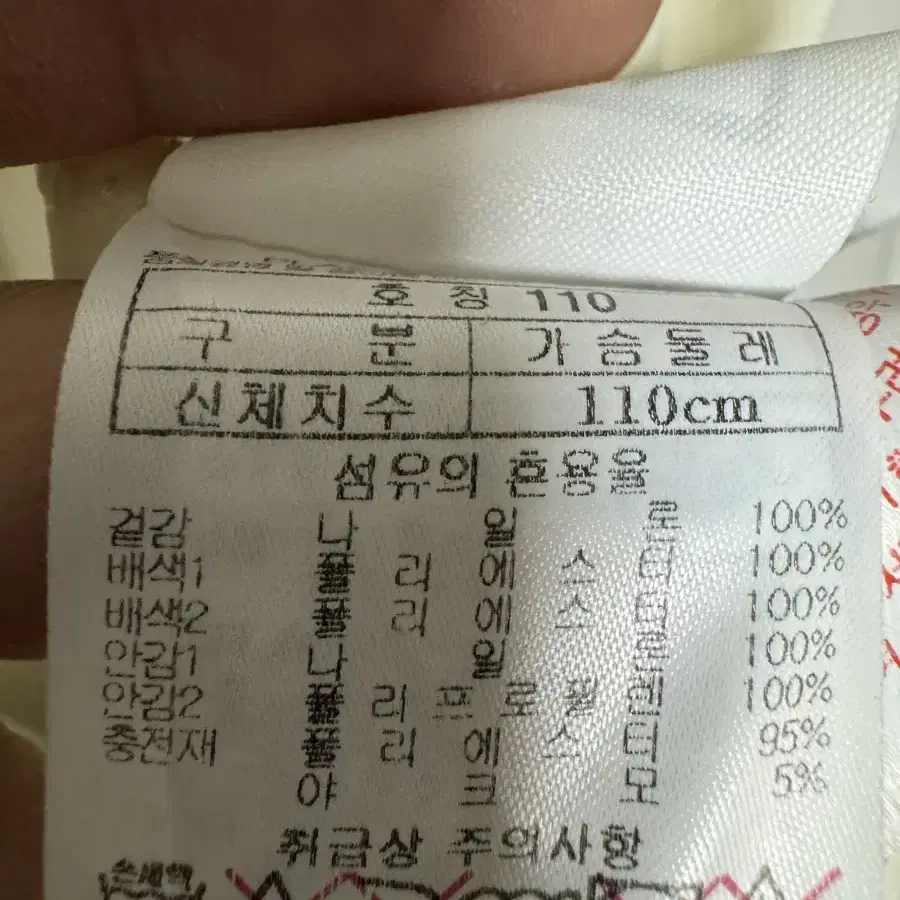 호 칭 110
구 분 가슴둘레
신체치수 110cm
섬유의 혼용율
겉감 나 일 론 100%
배색1 폴 리 에 스 터 100%
배색2 폴 리 에 스 터 100%
안감1 나 일 론 100%
안감2 폴 리 프 로 필 렌 100%
충전재 폴 리 에 스 터 95%
야 크 모 5%
취급상 주의사항
손세탁